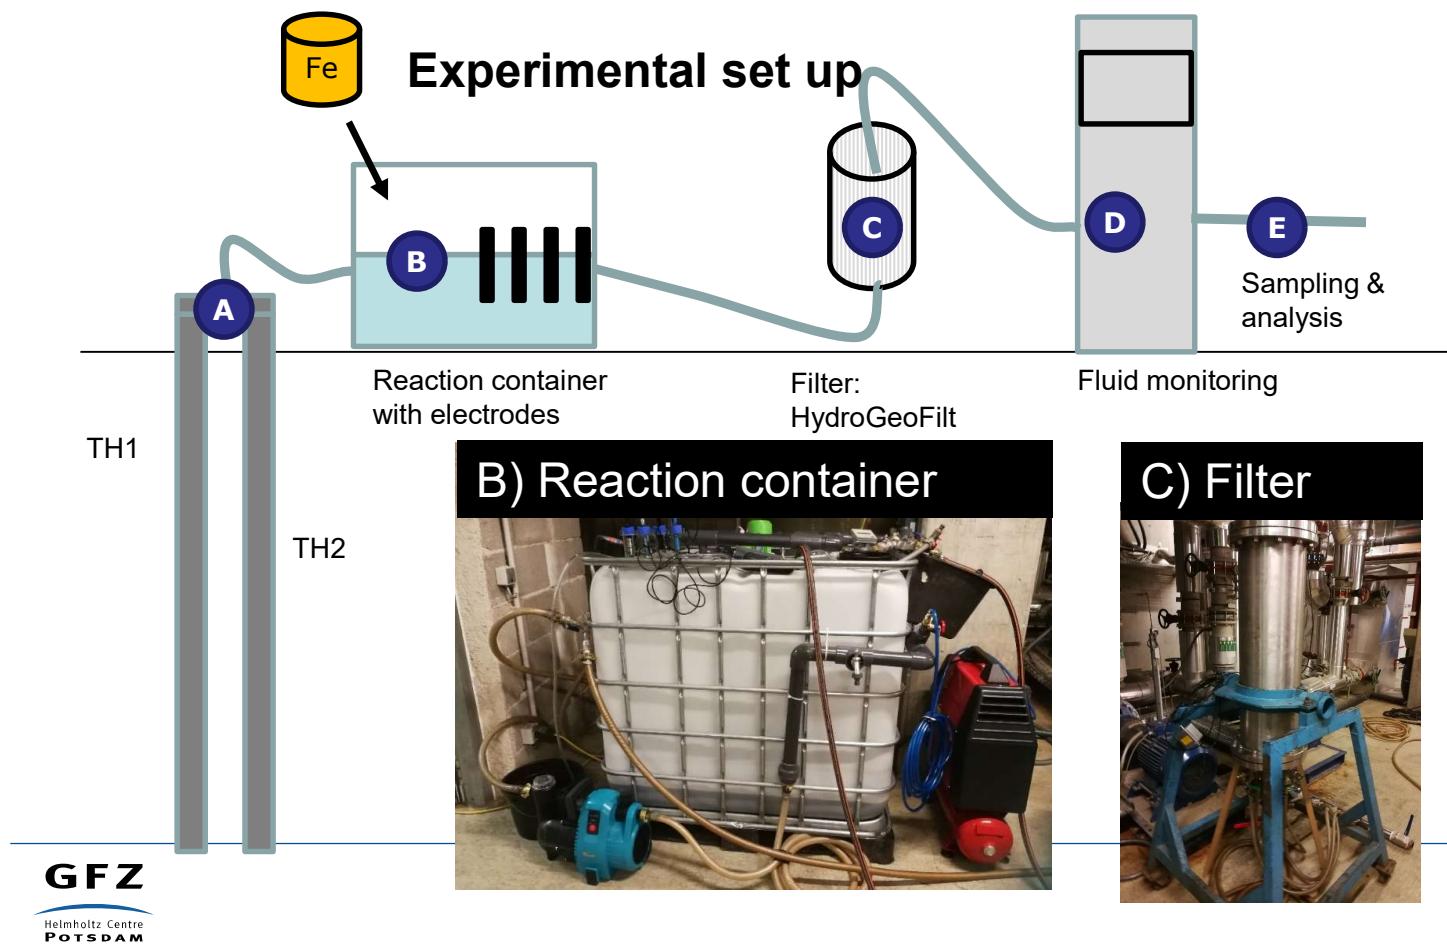 Fe
Experimental set up
A
B
C
D
E
Sampling &
analysis
Reaction container
with electrodes
Filter:
HydroGeoFilt
Fluid monitoring
TH1
TH2
B) Reaction container
C) Filter
GFZ
Helmholtz Centre
POTSDAM